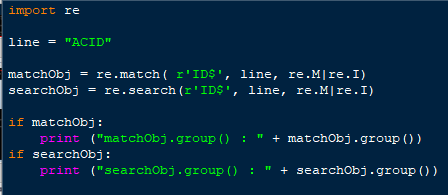 import re
line = "ACID"
matchObj = re.match( r'ID$', line, re.M|re.I)
searchObj = re.search(r'ID$', line, re.M|re.I)
if matchObj:
    print ("matchObj.group() : " + matchObj.group())
if searchObj:
    print ("searchObj.group() : " + searchObj.group())